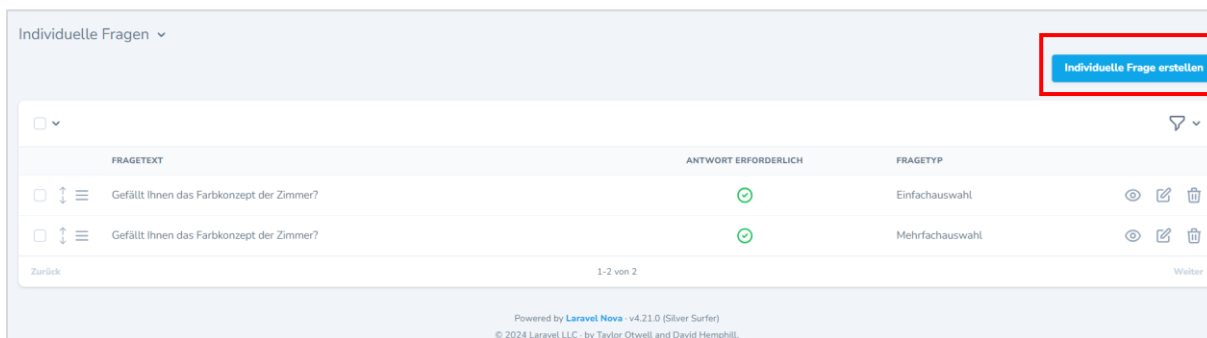 Individuelle Fragen
Individuelle Frage erstellen
FRAGETEXT ANTWORT ERFORDERLICH FRAGETYP
Gefällt Ihnen das Farbkonzept der Zimmer? Einfachauswahl
Gefällt Ihnen das Farbkonzept der Zimmer? Mehrfachauswahl
Zurück 1-2 von 2 Weiter
Powered by Laravel Nova · v4.21.0 (Silver Surfer)
© 2024 Laravel LLC · by Taylor Otwell and David Hemphill.